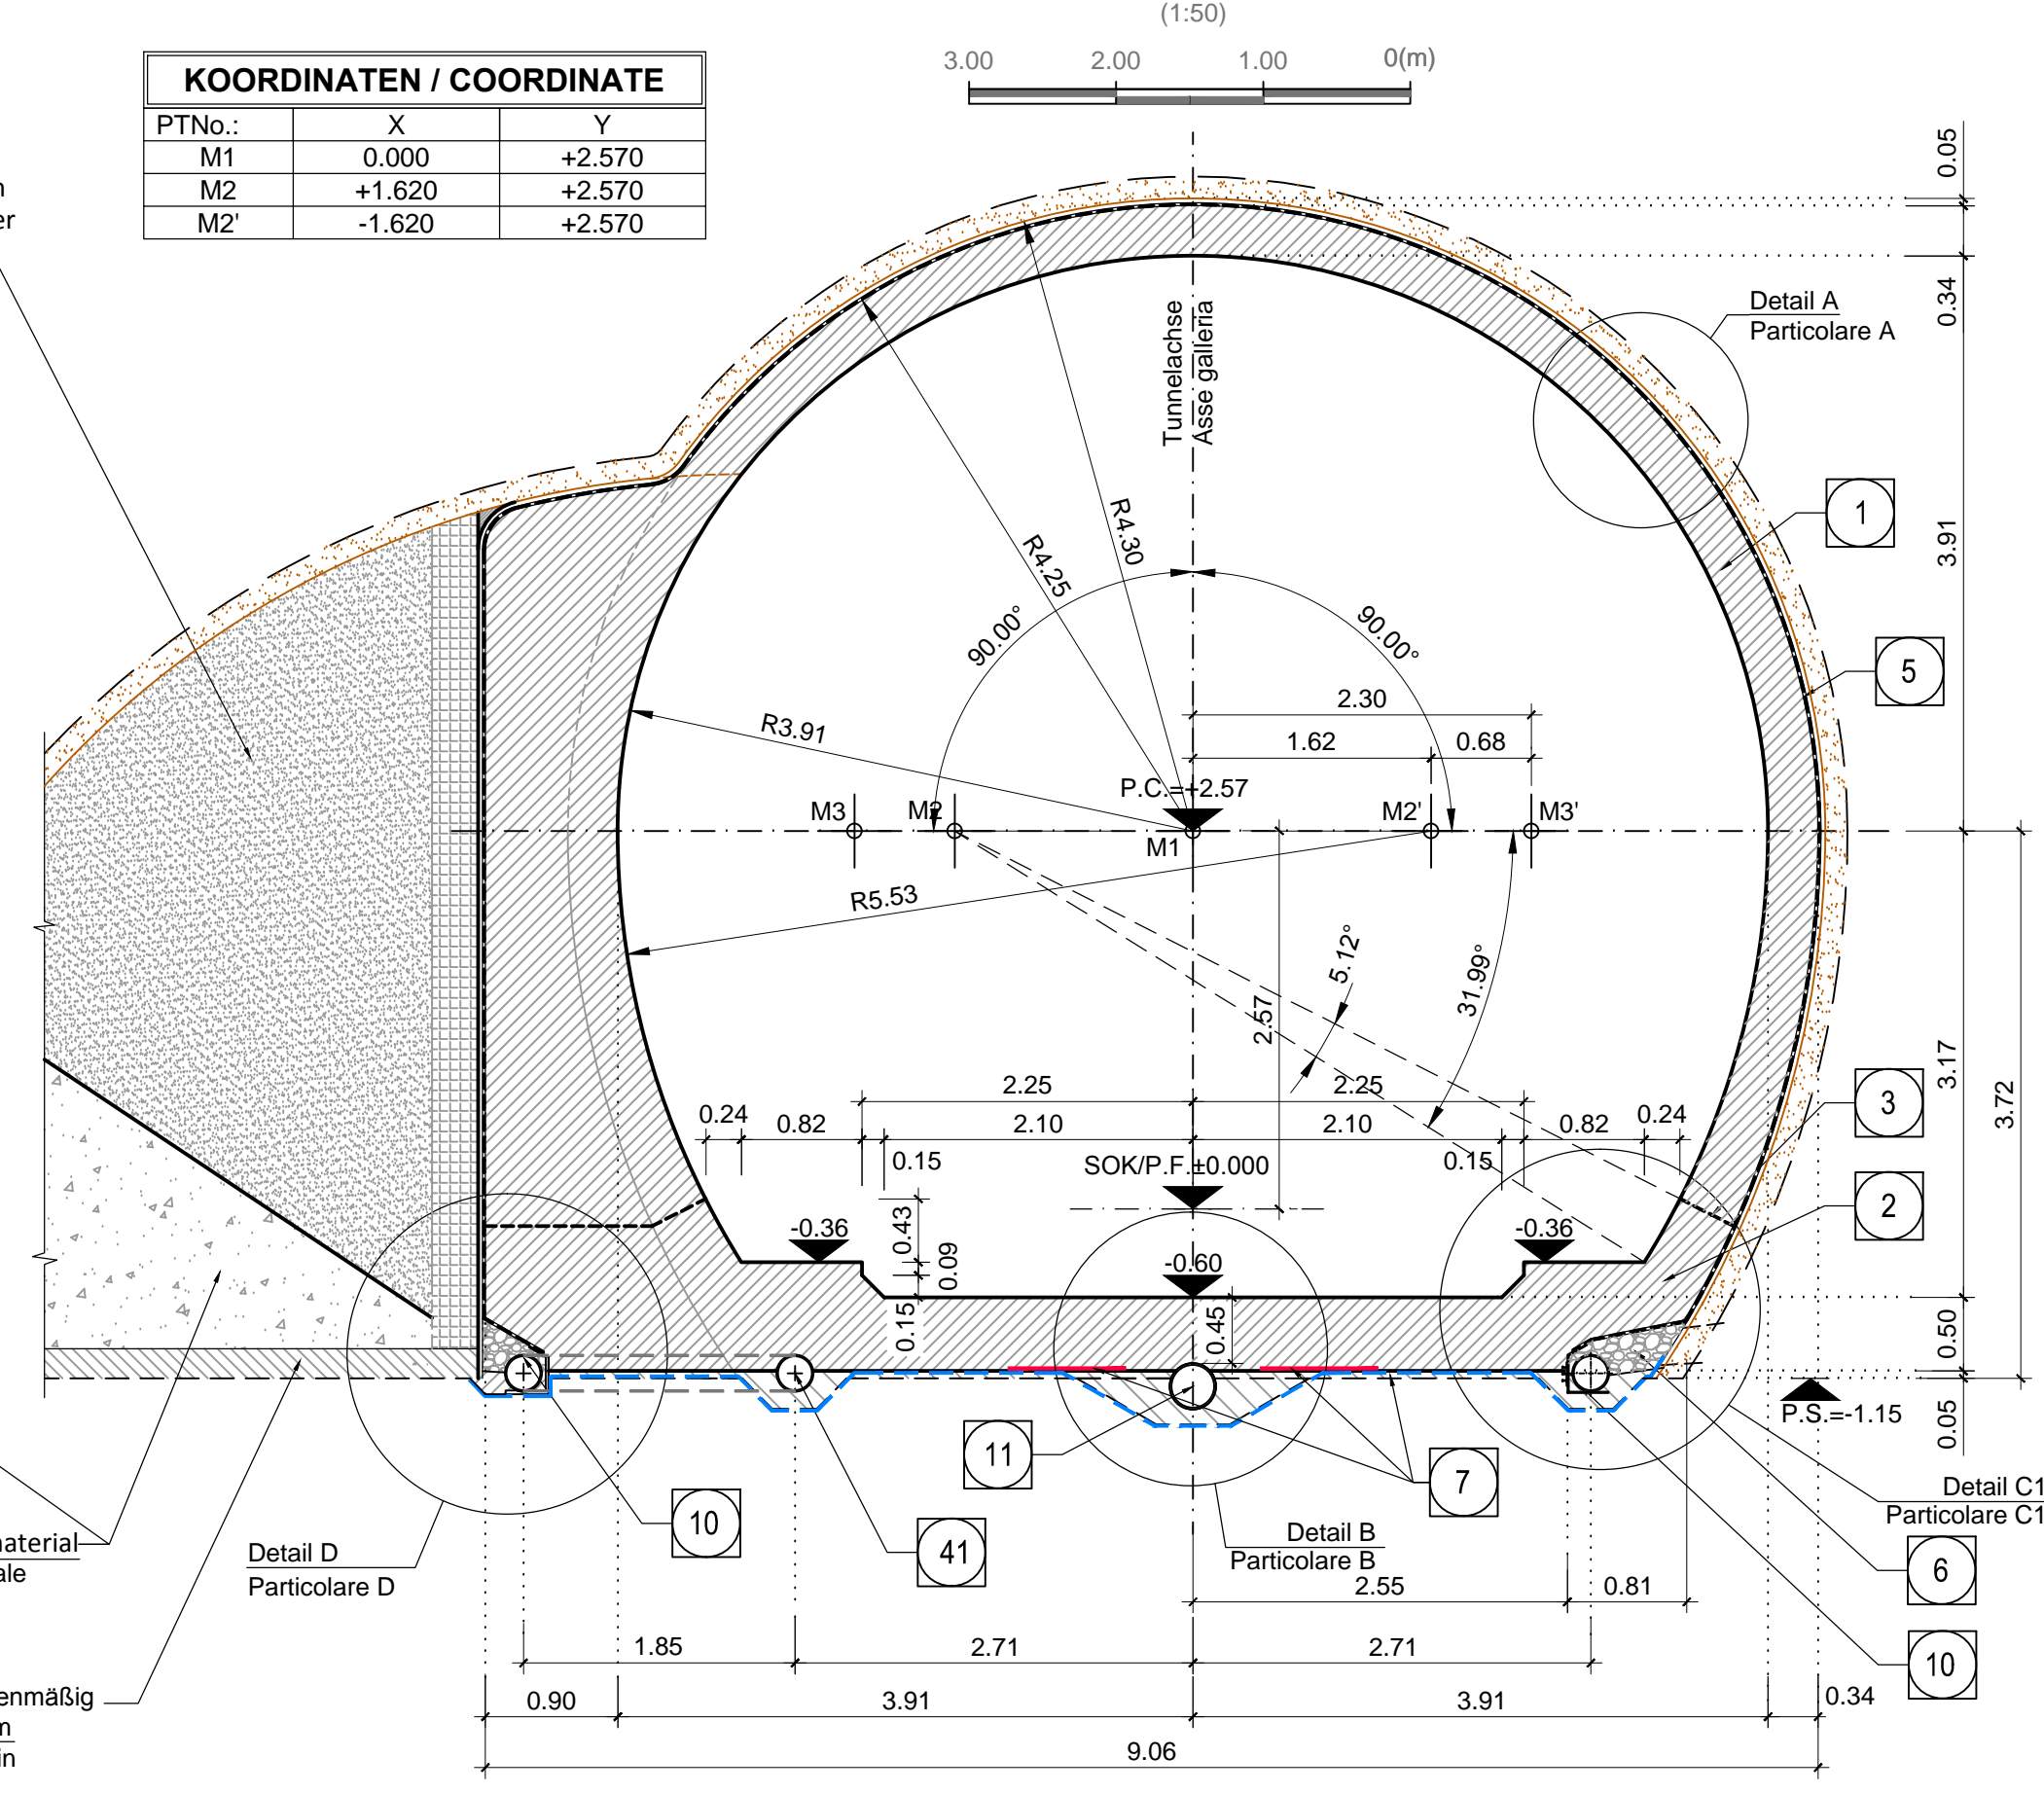 (1:50)
3.00 2.00 1.00 0(m)
KOORDINATEN / COORDINATE
PTNo.: X Y
M1 0.000 +2.570
M2 +1.620 +2.570
M2' -1.620 +2.570
0.05
0.34
Detail A
Particolare A
Tunnelachse
Asse galleria
R4.30
R4.25
1
3.91
90.00°
90.00°
5
2.30
R3.91
1.62 0.68
P.C.=+2.57
M3 M2 M1 M2' M3'
R5.53
5.12°
31.99°
2.57
3.17
3.72
2.25 2.25
3
0.24 0.82 2.10 2.10 0.82 0.24
0.15 0.15
SOK/P.F.±0.000
2
0.43
-0.36 -0.36
0.09
-0.60
0.15
0.45
0.50
P.S.=-1.15
0.05
11
7
10
41
Detail C1
Particolare C1
Detail B
Particolare B
Detail D
Particolare D
6
2.55 0.81
10
1.85 2.71 2.71
0.90 3.91 3.91 0.34
9.06